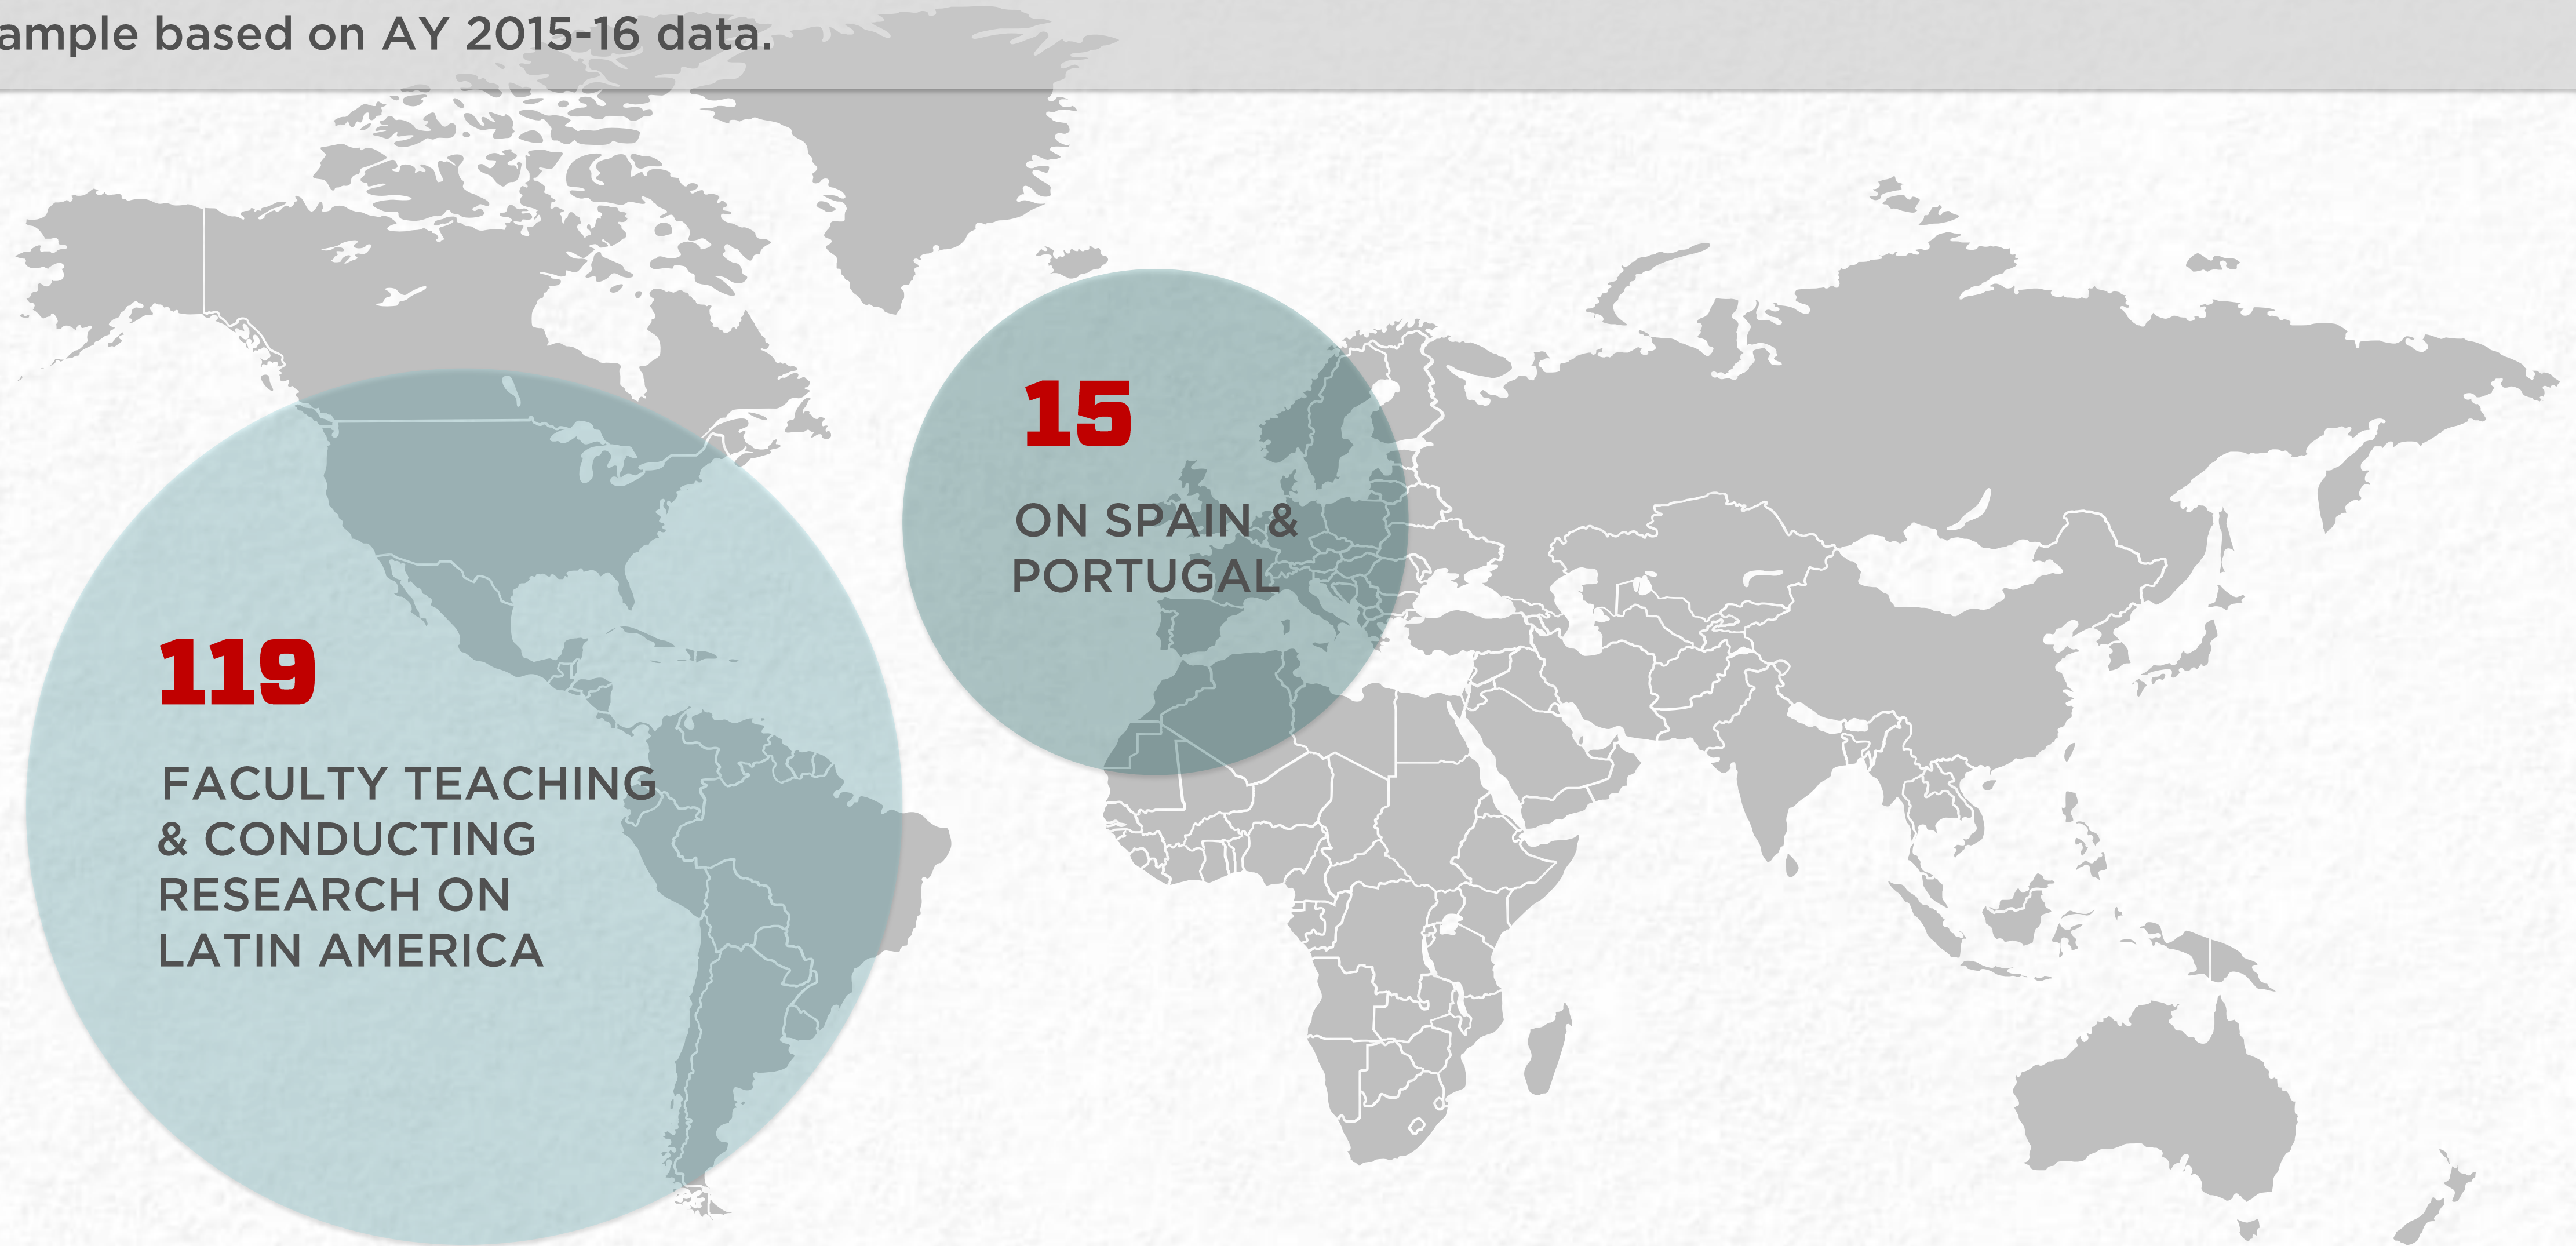 ample based on AY 2015-16 data.
15
ON SPAIN &
PORTUGAL
119
FACULTY TEACHING
& CONDUCTING
RESEARCH ON
LATIN AMERICA